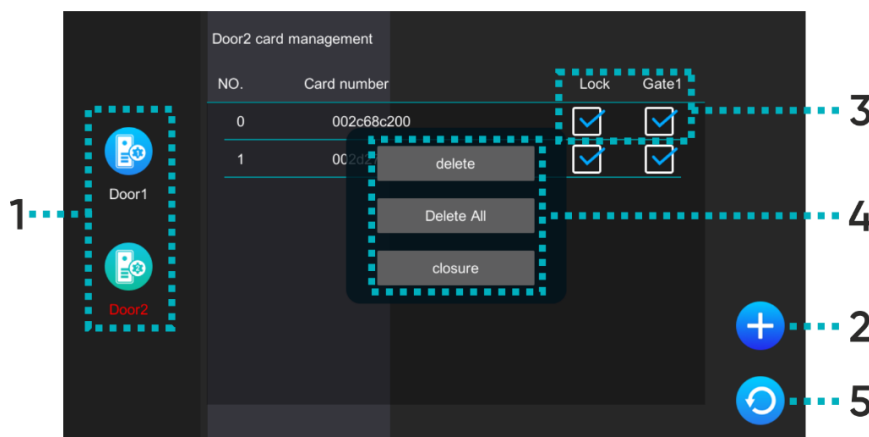 Door2 card management
NO. Card number Lock Gate1
0 002c68c200
1
delete
Delete All
closure
Door1
Door2
1
2
3
4
5